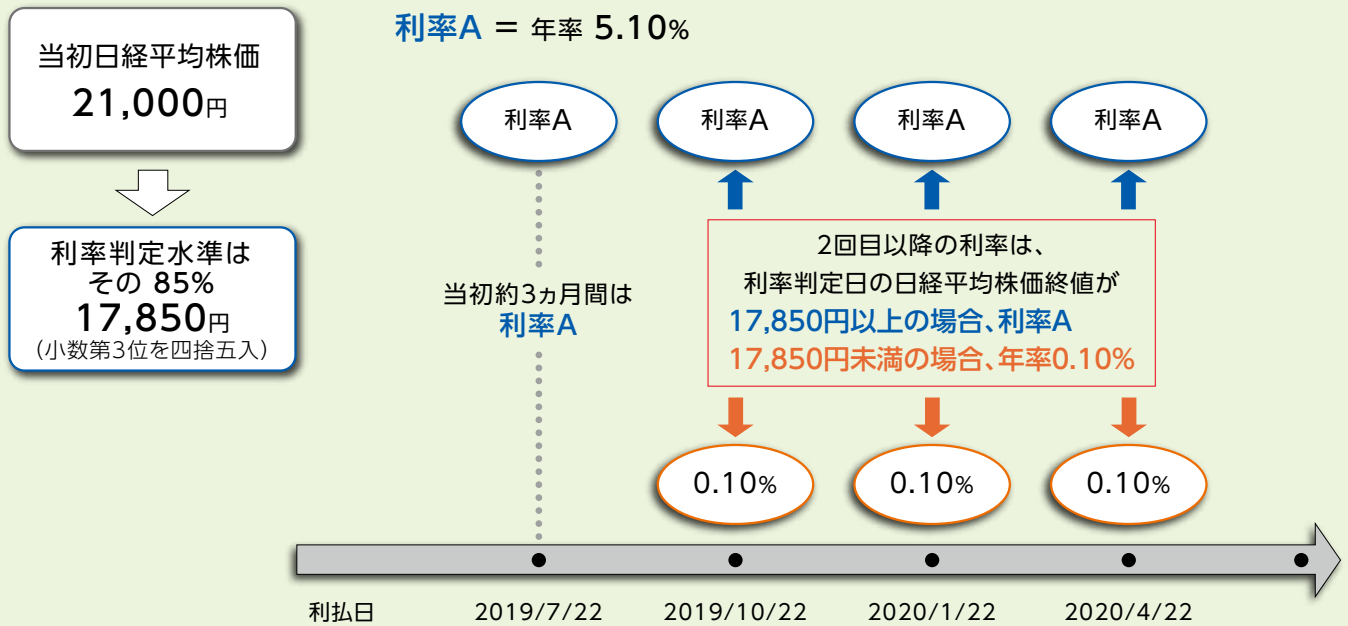 利率A = 年率 5.10%
当初日経平均株価
21,000円
利率判定水準は
その 85%
17,850円
(小数第3位を四捨五入)
利率A
利率A
利率A
利率A
当初約3ヵ月間は
利率A
2回目以降の利率は、
利率判定日の日経平均株価終値が
17,850円以上の場合、利率A
17,850円未満の場合、年率0.10%
0.10%
0.10%
0.10%
利払日
2019/7/22
2019/10/22
2020/1/22
2020/4/22